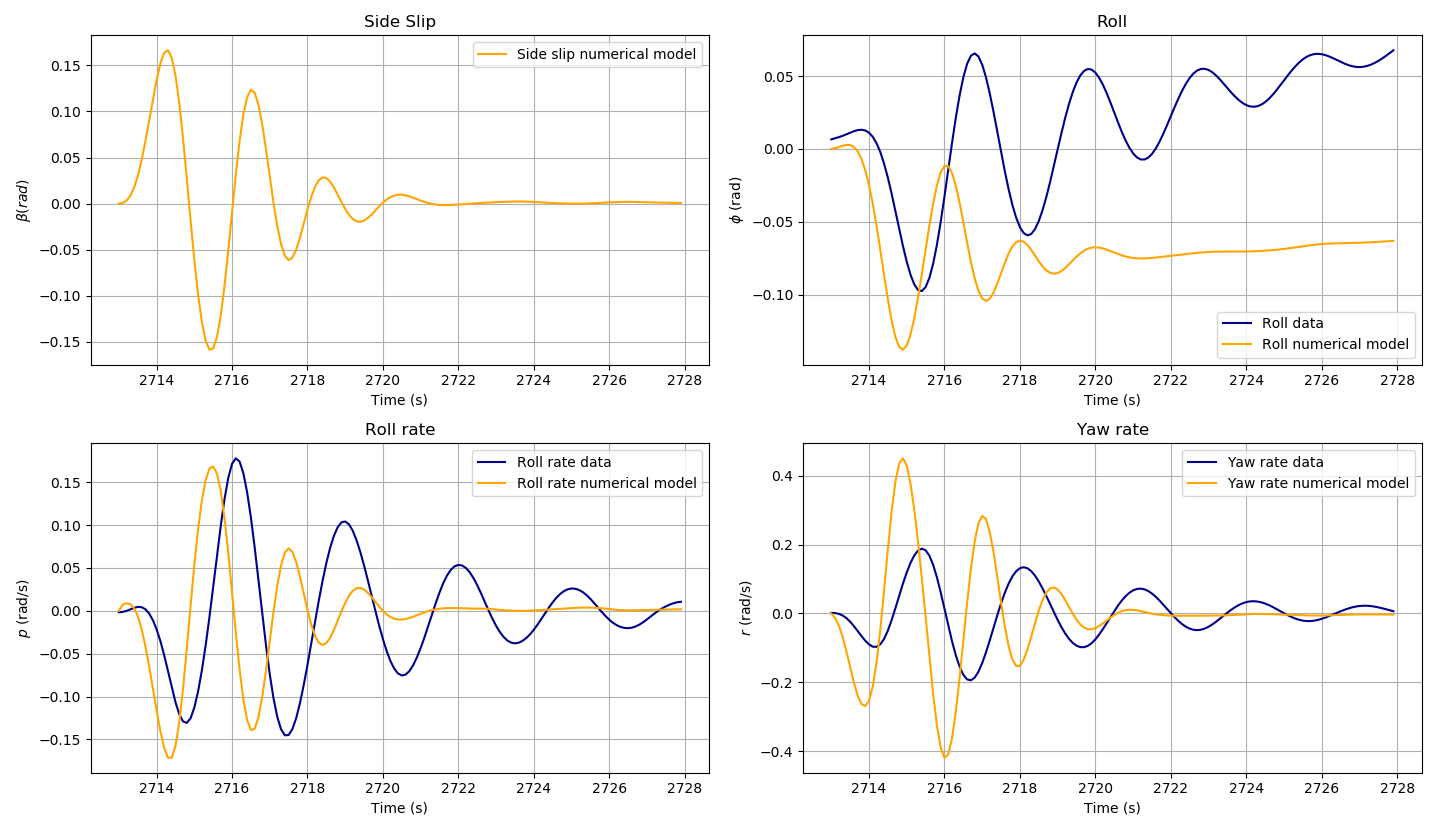 Side Slip
Side slip numerical model
0.15
0.10
0.05
0.00
−0.05
−0.10
−0.15
β(rad)
2714 2716 2718 2720 2722 2724 2726 2728
Time (s)
Roll
0.05
0.00
−0.05
−0.10
ϕ (rad)
Roll data
Roll numerical model
2714 2716 2718 2720 2722 2724 2726 2728
Time (s)
Roll rate
Roll rate data
Roll rate numerical model
0.15
0.10
0.05
0.00
−0.05
−0.10
−0.15
p (rad/s)
2714 2716 2718 2720 2722 2724 2726 2728
Time (s)
Yaw rate
Yaw rate data
Yaw rate numerical model
0.4
0.2
0.0
−0.2
−0.4
r (rad/s)
2714 2716 2718 2720 2722 2724 2726 2728
Time (s)